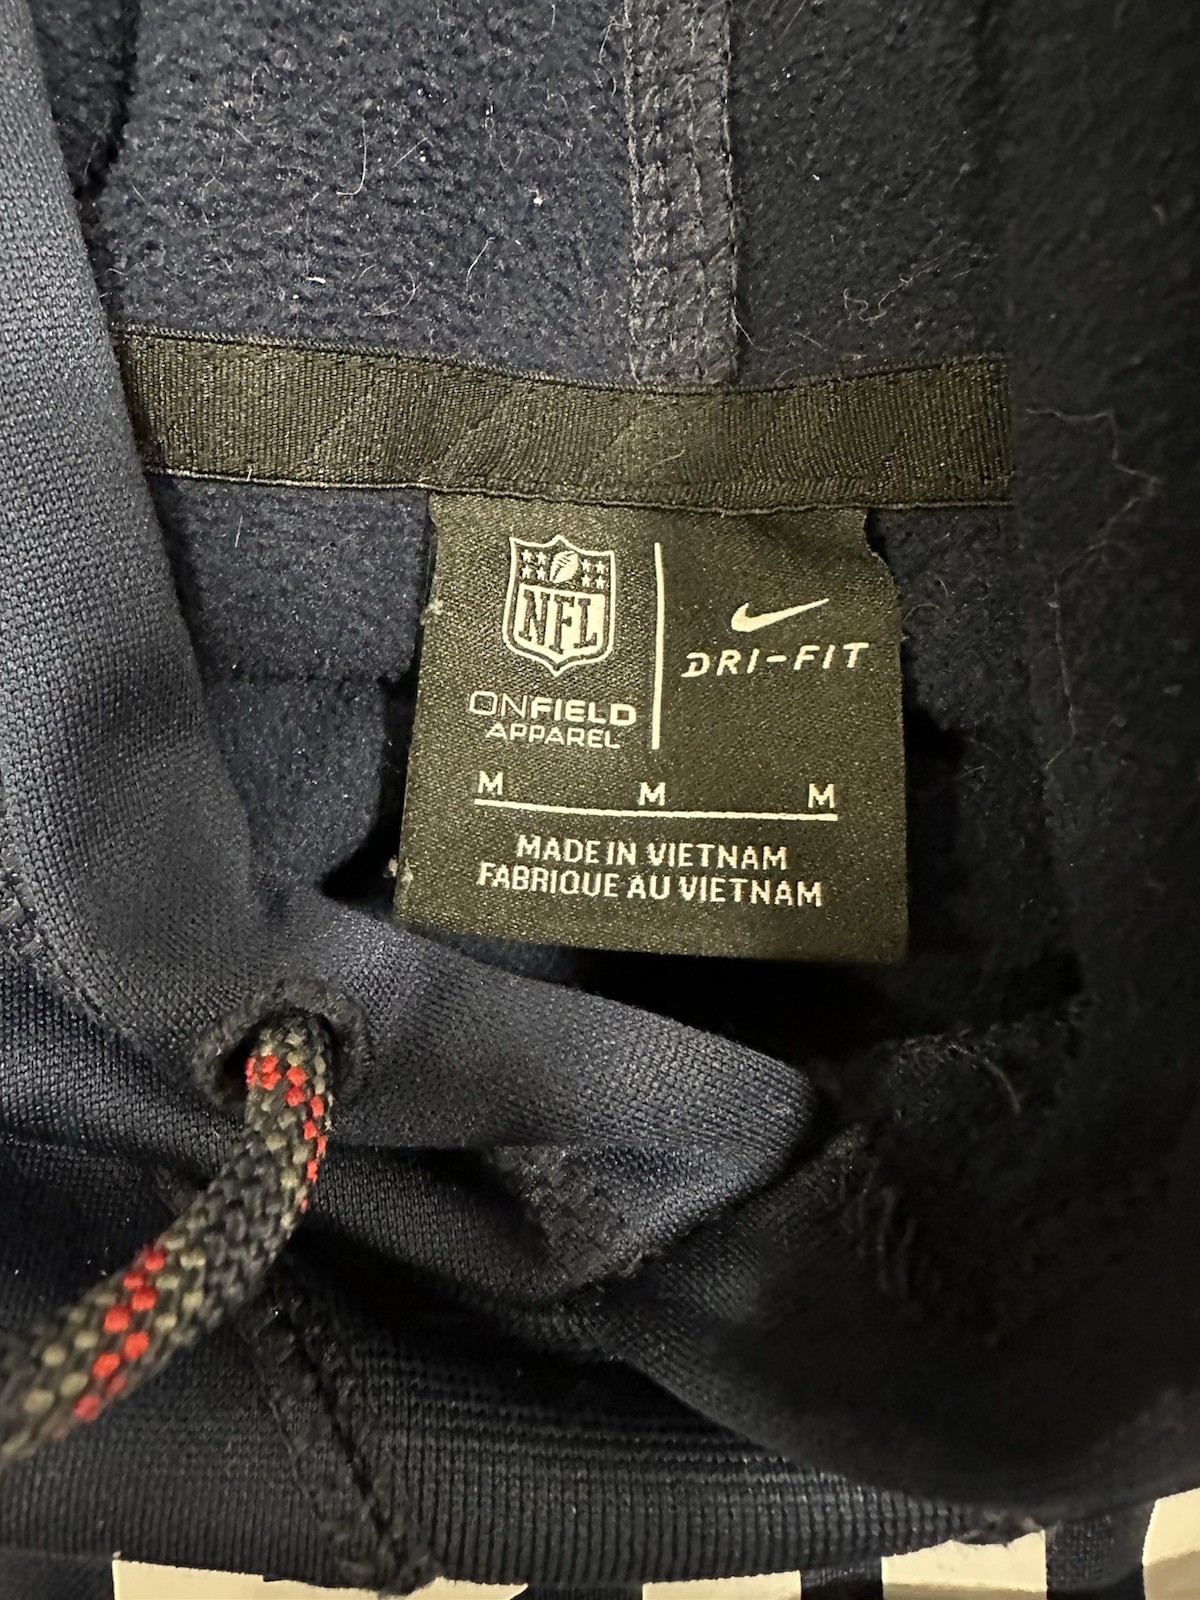 NFL
ONFIELD
APPAREL
DRI-FIT
M M M
MADE IN VIETNAM
FABRIQUE AU VIETNAM